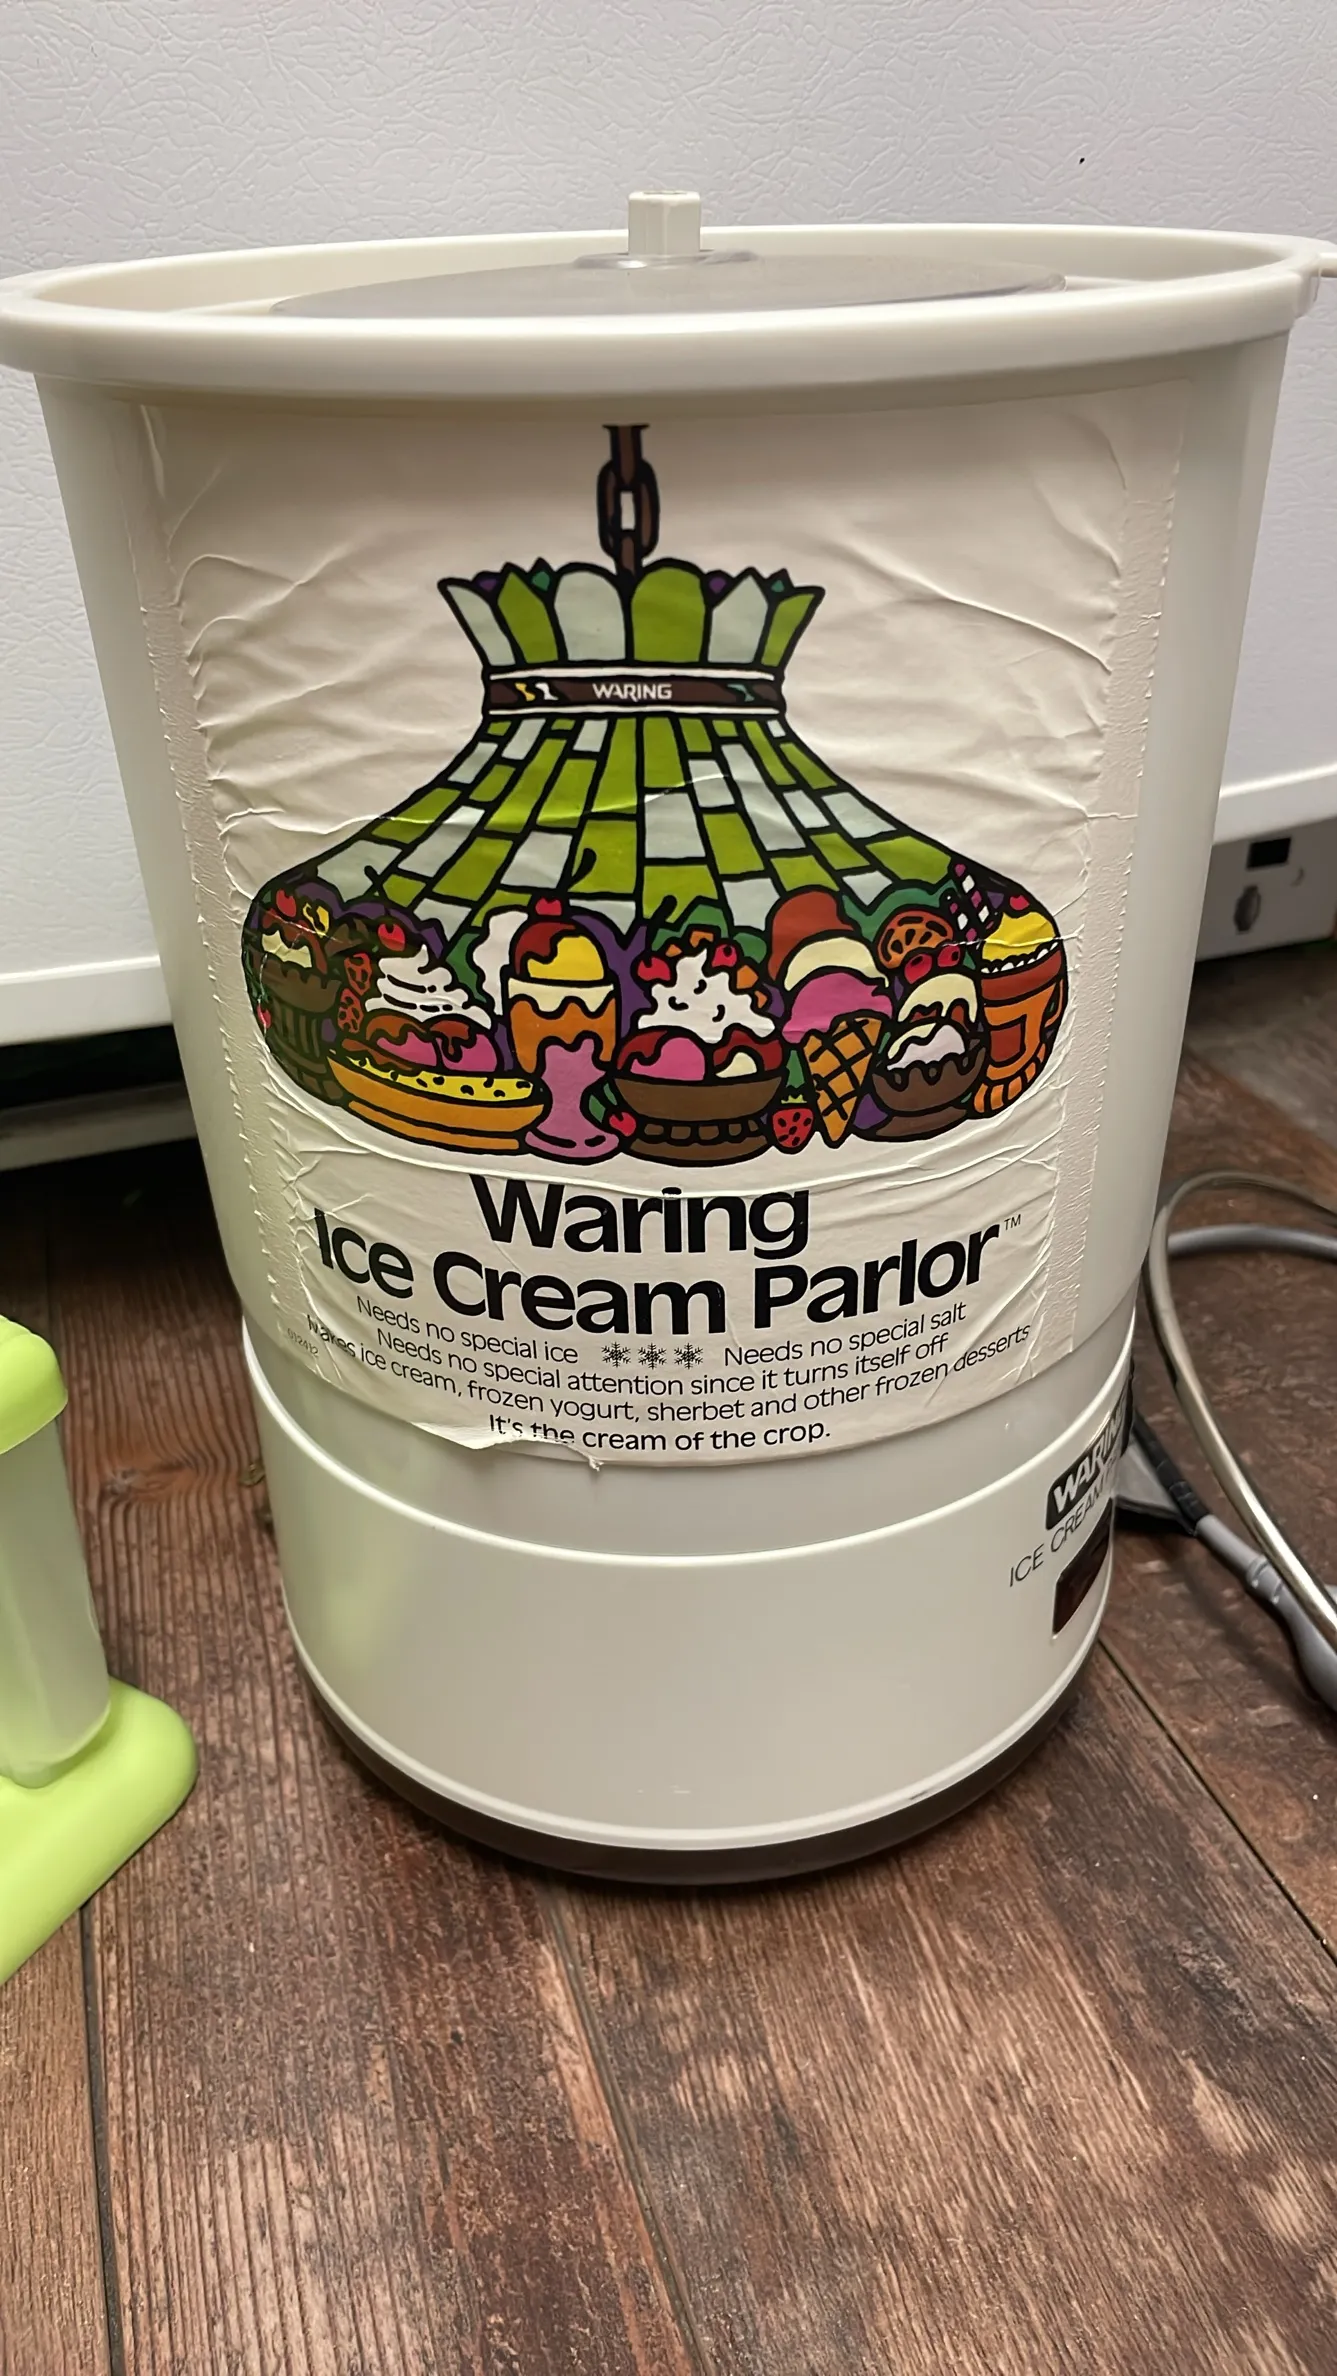 WARING
Waring
Ice Cream Parlor™
Needs no special ice ❄❄❄ Needs no special salt
Needs no special attention since it turns itself off
Makes ice cream, frozen yogurt, sherbet and other frozen desserts
It's the cream of the crop.
WARING
ICE CREAM